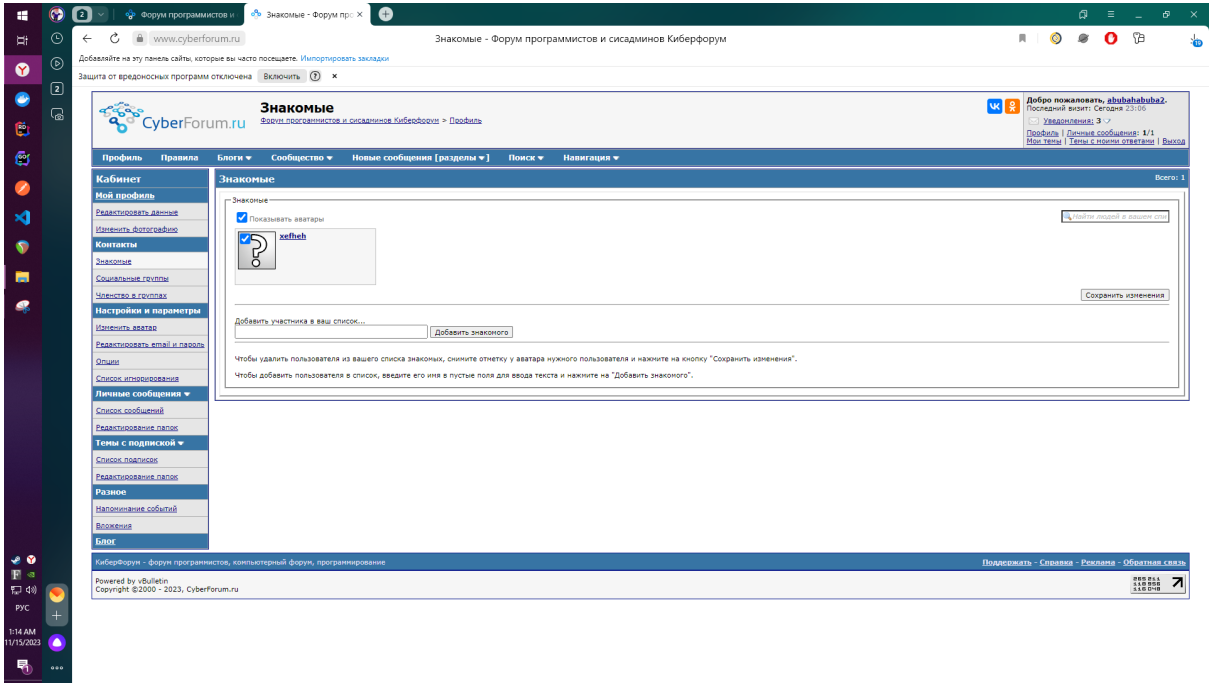 2
Форум программистов и
Знакомые - Форум про
www.cyberforum.ru
Знакомые - Форум программистов и сисадминов Киберфорум
Добавляйте на эту панель сайты, которые вы часто посещаете. Импортировать закладки
Защита от вредоносных программ отключена Включить
CyberForum.ru
Знакомые
Форум программистов и сисадминов Киберфорум > Профиль
Добро пожаловать, abubahabuba2.
Последний визит: Сегодня 23:06
Уведомления: 3
Профиль | Личные сообщения: 1/1
Мои темы | Темы с моими ответами | Выход
Профиль Правила Блоги Сообщество Новые сообщения [разделы ] Поиск Навигация
Кабинет
Мой профиль
Редактировать данные
Изменить фотографию
Контакты
Знакомые
Социальные группы
Членство в группах
Настройки и параметры
Изменить аватар
Редактировать email и пароль
Опции
Список игнорирования
Личные сообщения
Список сообщений
Редактирование папок
Темы с подпиской
Список подписок
Редактирование папок
Разное
Напоминание событий
Вложения
Блог
Знакомые
Всего: 1
Знакомые
Показывать аватары
Найти людей в вашем спи
xefheh
Сохранить изменения
Добавить участника в ваш список...
Добавить знакомого
Чтобы удалить пользователя из вашего списка знакомых, снимите отметку у аватара нужного пользователя и нажмите на кнопку "Сохранить изменения".
Чтобы добавить пользователя в список, введите его имя в пустые поля для ввода текста и нажмите на "Добавить знакомого".
КиберФорум - форум программистов, компьютерный форум, программирование
Поддержать - Справка - Реклама - Обратная связь
Powered by vBulletin
Copyright ©2000 - 2023, CyberForum.ru
РУС
1:14 AM
11/15/2023